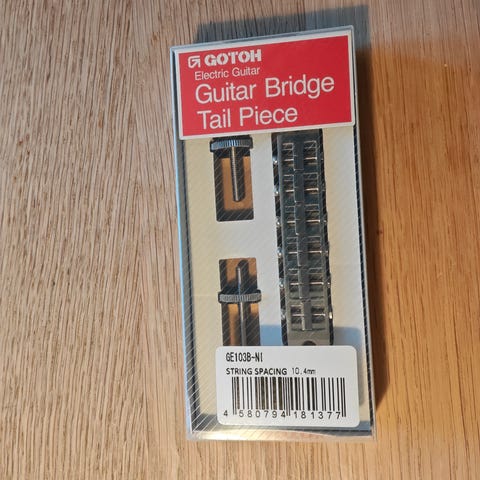 GOTOH
Electric Guitar
Guitar Bridge
Tail Piece
GE103B-NI
STRING SPACING 10.4mm
4 580794 181377